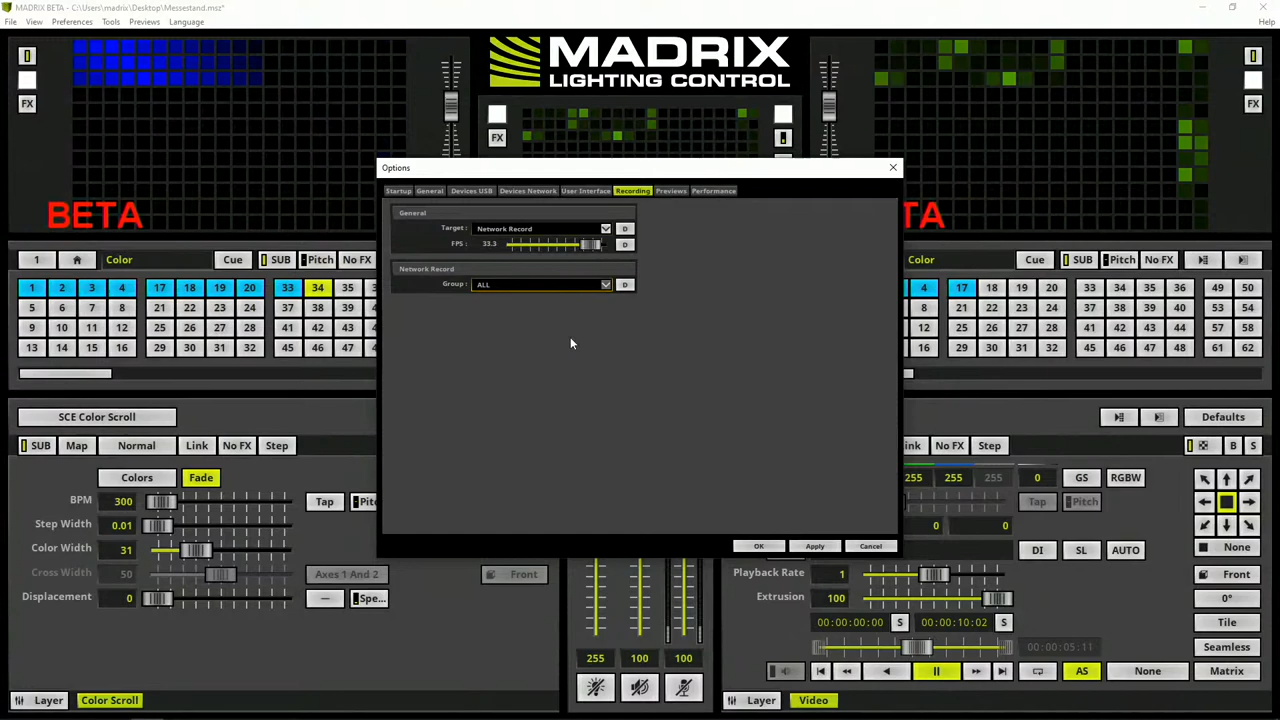 MADRIX BETA - C:\Users\madrix\Desktop\Messestand.msz*
File View Preferences Tools Previews Language Help
MADRIX
LIGHTING CONTROL
FX FX FX
Options
Startup General Devices USB Devices Network User Interface Recording Previews Performance
General
Target : Network Record D
FPS : 33.3 D
Network Record
Group : ALL D
BETA TA
1 Color Cue SUB Pitch No FX Color Cue SUB Pitch No FX
1 2 3 4 17 18 19 20 33 34 35 4 17 18 19 20 33 34 35 36 49 50
5 6 7 8 21 22 23 24 37 38 39 8 21 22 23 24 37 38 39 40 53 54
9 10 11 12 25 26 27 28 41 42 43 12 25 26 27 28 41 42 43 44 57 58
13 14 15 16 29 30 31 32 45 46 47 16 29 30 31 32 45 46 47 48 61 62
SCE Color Scroll Defaults
SUB Map Normal Link No FX Step ink No FX Step B S
Colors Fade 255 255 255 0 GS RGBW
BPM 300 Tap Pitc Tap Pitch
Step Width 0.01 0 0
Color Width 31 DI SL AUTO None
OK Apply Cancel
Cross Width 50 Axes 1 And 2 Front Playback Rate 1 Front
Displacement 0 — Spe... Extrusion 100 0°
00:00:00:00 S 00:00:10:02 S Tile
00:00:05:11 Seamless
255 100 100 AS None Matrix
Layer Color Scroll Layer Video